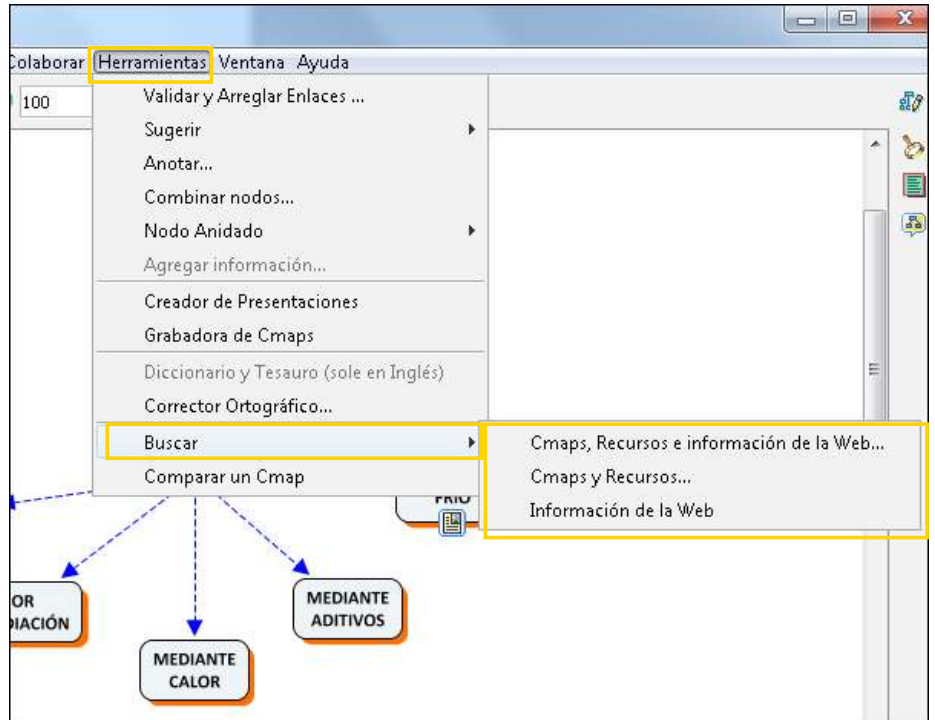 Colaborar Herramientas Ventana Ayuda
100
Validar y Arreglar Enlaces ...
Sugerir
Anotar...
Combinar nodos...
Nodo Anidado
Agregar información...
Creador de Presentaciones
Grabadora de Cmaps
Diccionario y Tesauro (sole en Inglés)
Corrector Ortográfico...
Buscar
Cmaps, Recursos e información de la Web...
Comparar un Cmap
Cmaps y Recursos...
Información de la Web
FRIO
OR
IACIÓN
MEDIANTE
ADITIVOS
MEDIANTE
CALOR